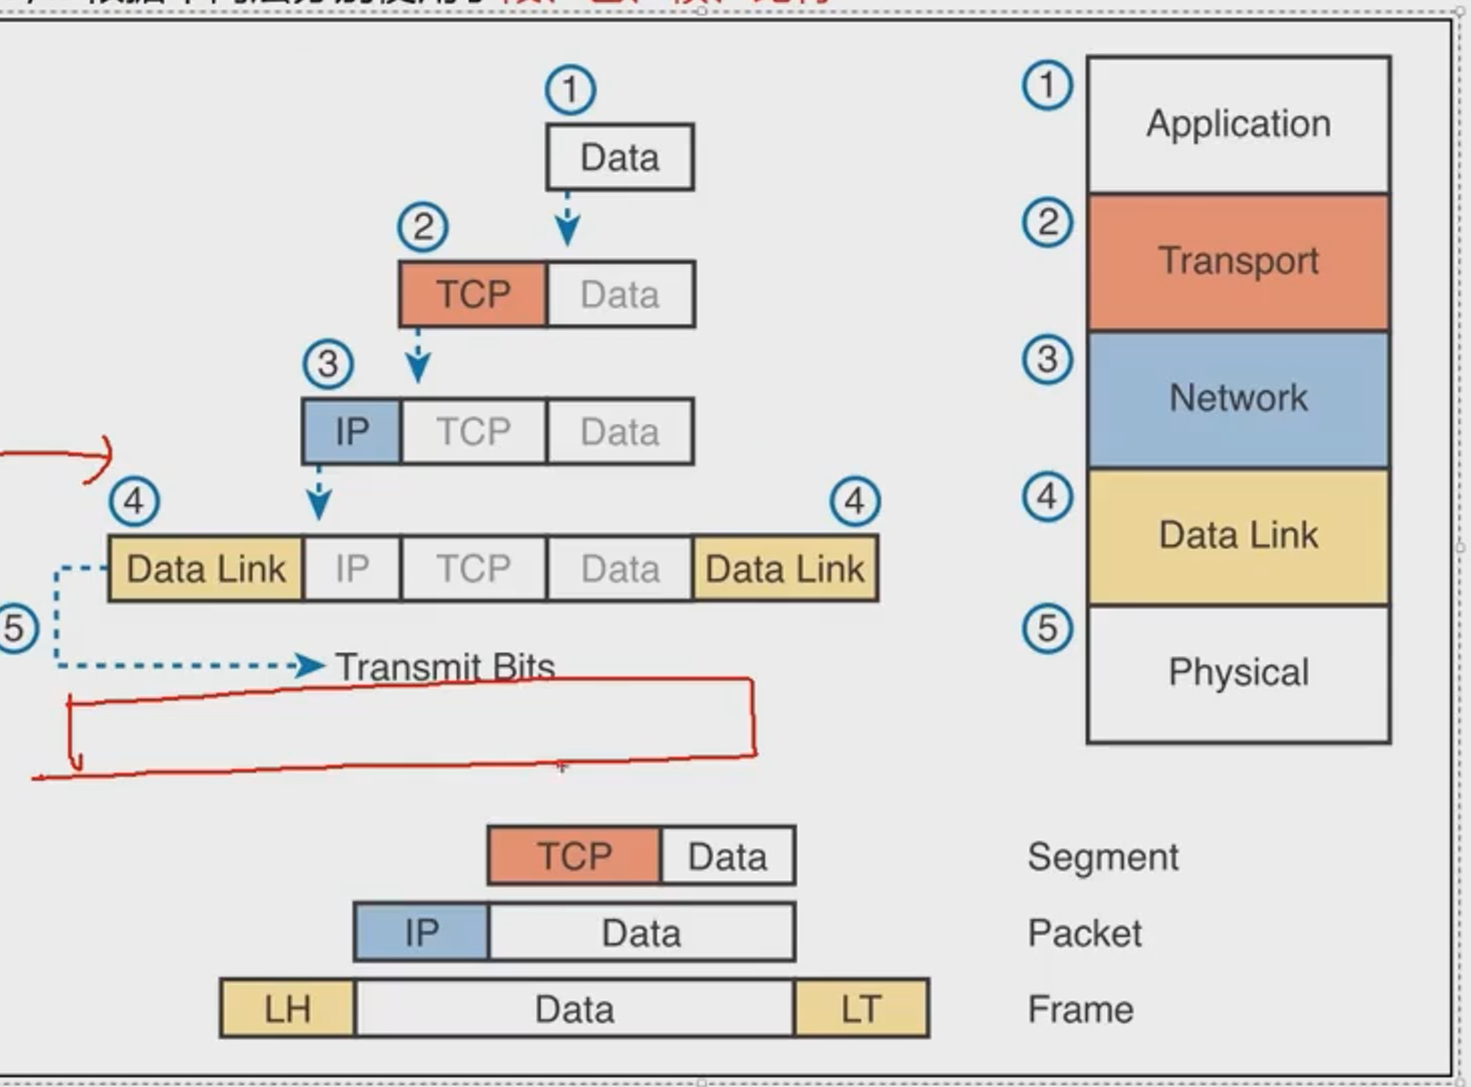 ①
Data
②
TCP Data
③
IP TCP Data
④ ④
Data Link IP TCP Data Data Link
⑤
Transmit Bits
① Application
② Transport
③ Network
④ Data Link
⑤ Physical
TCP Data Segment
IP Data Packet
LH Data LT Frame